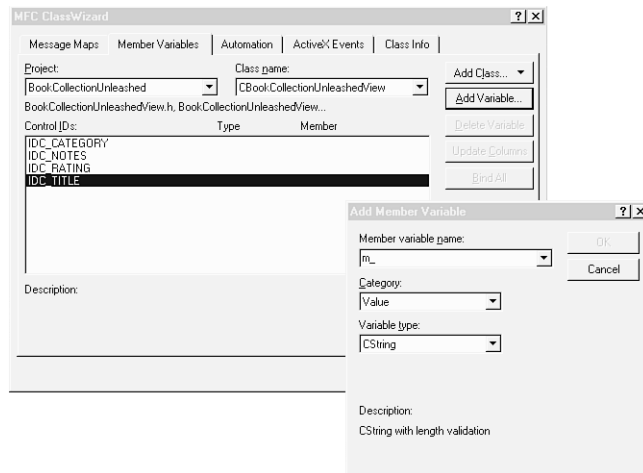 MFC ClassWizard
Message Maps Member Variables Automation ActiveX Events Class Info
Project: Class name:
BookCollectionUnleashed CBookCollectionUnleashedView
Add Class...
Add Variable...
BookCollectionUnleashedView.h, BookCollectionUnleashedView...
Control IDs: Type Member
Delete Variable
Update Columns
Bind All
IDC_CATEGORY
IDC_NOTES
IDC_RATING
IDC_TITLE
Description:
Add Member Variable
Member variable name:
m_
OK
Cancel
Category:
Value
Variable type:
CString
Description:
CString with length validation